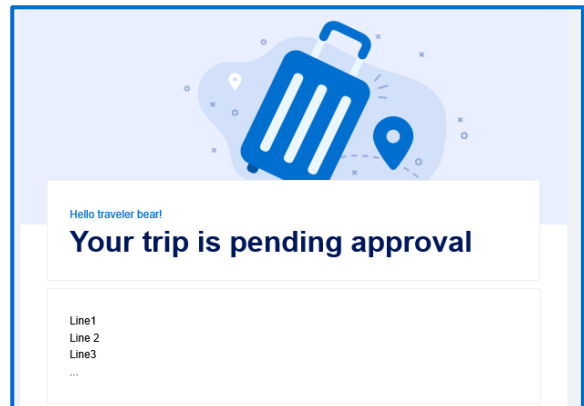 Hello traveler bear!
Your trip is pending approval
Line1
Line 2
Line3
...